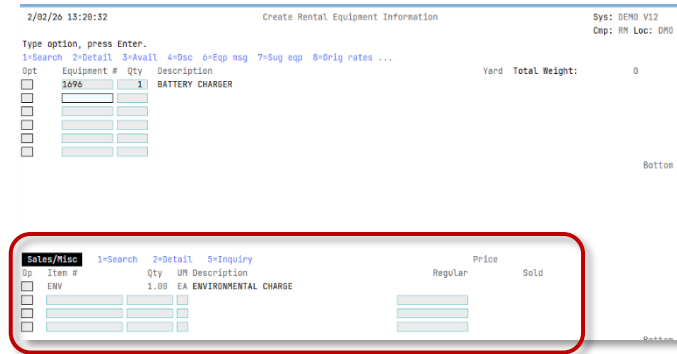 2/02/26 13:20:32 Create Rental Equipment Information Sys: DEMO V12
Cmp: RM Loc: DMO
Type option, press Enter.
1=Search 2=Detail 3=Avail 4=Dsc 6=Eqp msg 7=Sug eqp 8=Orig rates ...
Opt Equipment # Qty Description Yard Total Weight: 0
1696 1 BATTERY CHARGER
Bottom
Sales/Misc 1=Search 2=Detail 5=Inquiry Price
Op Item # Qty UM Description Regular Sold
ENV 1.00 EA ENVIRONMENTAL CHARGE
Bottom